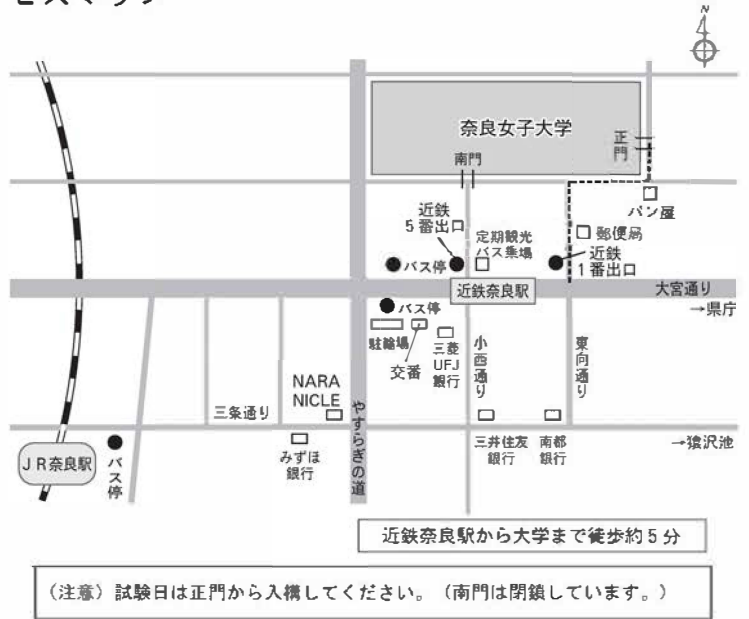 N
奈良女子大学
正門
南門
パン屋
近鉄
5番出口
定期観光
バス乗場
郵便局
近鉄
1番出口
バス停
近鉄奈良駅
大宮通り
→県庁
バス停
駐輪場
交番
三菱
UFJ
銀行
小西通り
東向通り
NARA
NICLE
三条通り
やすらぎの道
みずほ
銀行
三井住友
銀行
南都
銀行
→猿沢池
JR奈良駅
バス停
近鉄奈良駅から大学まで徒歩約5分
(注意)試験日は正門から入構してください。(南門は閉鎖しています。)